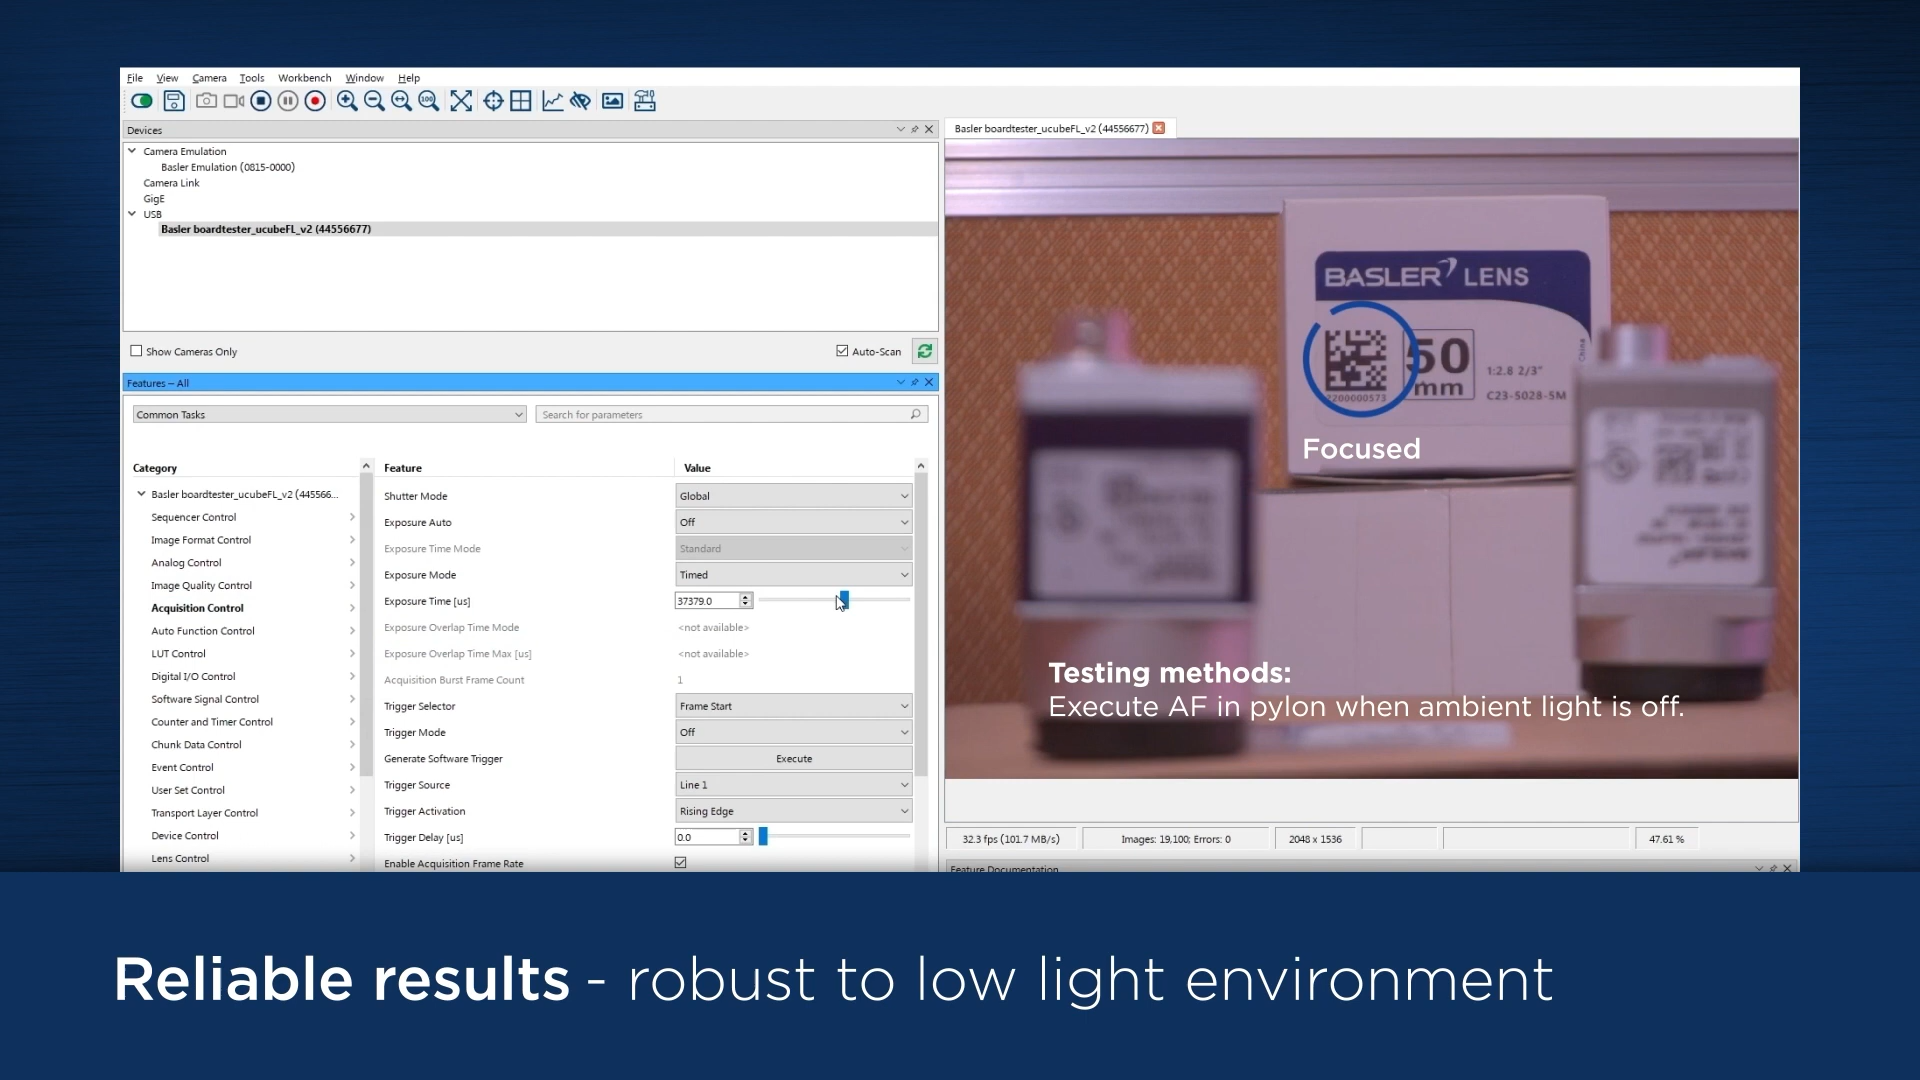 File View Camera Tools Workbench Window Help
100
Devices
Camera Emulation
Basler Emulation (0815-0000)
Camera Link
GigE
USB
Basler boardtester_ucubeFL_v2 (44556677)
Show Cameras Only
Auto-Scan
Features – All
Common Tasks
Search for parameters
Category
Basler boardtester_ucubeFL_v2 (445566...
Sequencer Control
Image Format Control
Analog Control
Image Quality Control
Acquisition Control
Auto Function Control
LUT Control
Digital I/O Control
Software Signal Control
Counter and Timer Control
Chunk Data Control
Event Control
User Set Control
Transport Layer Control
Device Control
Lens Control
Feature Value
Shutter Mode Global
Exposure Auto Off
Exposure Time Mode Standard
Exposure Mode Timed
Exposure Time [us] 37379.0
Exposure Overlap Time Mode <not available>
Exposure Overlap Time Max [us] <not available>
Acquisition Burst Frame Count 1
Trigger Selector Frame Start
Trigger Mode Off
Generate Software Trigger Execute
Trigger Source Line 1
Trigger Activation Rising Edge
Trigger Delay [us] 0.0
Enable Acquisition Frame Rate
Basler boardtester_ucubeFL_v2 (44556677)
BASLER LENS
50
mm
1:2.8 2/3"
C23-5028-5M
China
2200000573
Focused
Testing methods:
Execute AF in pylon when ambient light is off.
32.3 fps (101.7 MB/s)
Images: 19,100; Errors: 0
2048 x 1536
47.61 %
Feature Documentation
Reliable results - robust to low light environment